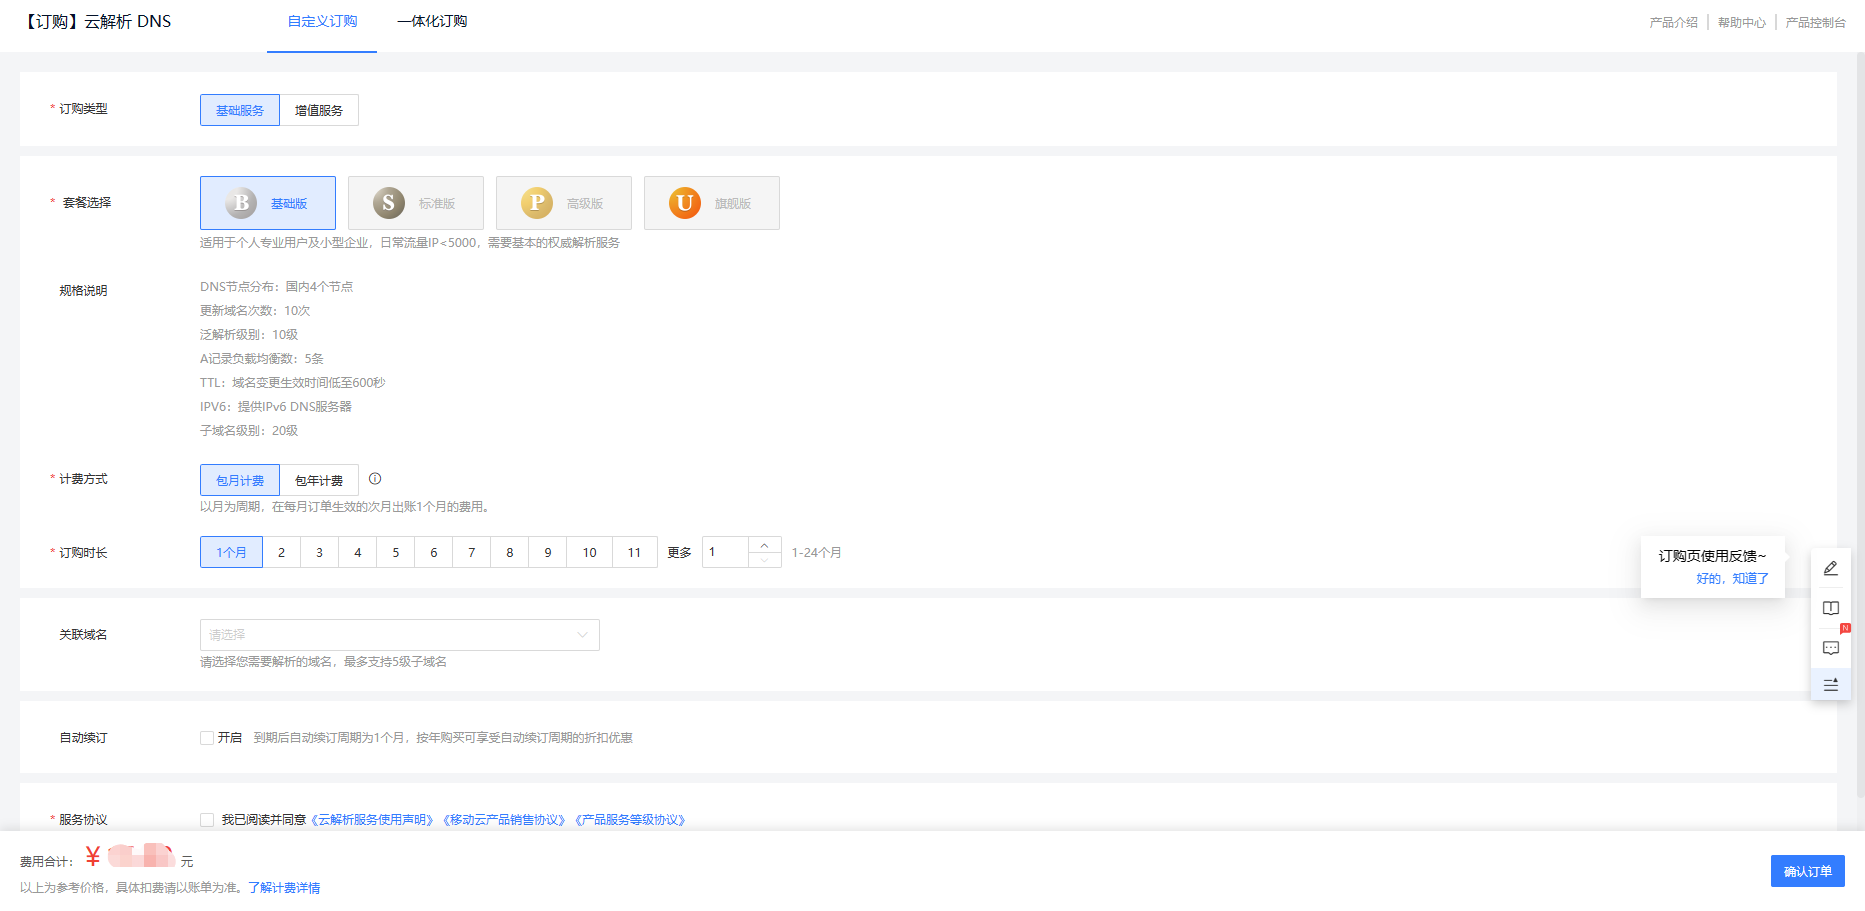 【订购】云解析 DNS 自定义订购 一体化订购 产品介绍 帮助中心 产品控制台
* 订购类型 基础服务 增值服务
* 套餐选择 B 基础版 S 标准版 P 高级版 U 旗舰版
适用于个人专业用户及小型企业，日常流量IP<5000，需要基本的权威解析服务
规格说明
DNS节点分布：国内4个节点
更新域名次数：10次
泛解析级别：10级
A记录负载均衡数：5条
TTL：域名变更生效时间低至600秒
IPV6：提供IPv6 DNS服务器
子域名级别：20级
* 计费方式 包月计费 包年计费
以月为周期，在每月订单生效的次月出账1个月的费用。
* 订购时长 1个月 2 3 4 5 6 7 8 9 10 11 更多 1 1-24个月
订购页使用反馈~
好的，知道了
N
关联域名 请选择
请选择您需要解析的域名，最多支持5级子域名
自动续订 开启 到期后自动续订周期为1个月，按年购买可享受自动续订周期的折扣优惠
* 服务协议 我已阅读并同意《云解析服务使用声明》《移动云产品销售协议》《产品服务等级协议》
费用合计： ¥ 元
以上为参考价格，具体扣费请以账单为准。了解计费详情
确认订单